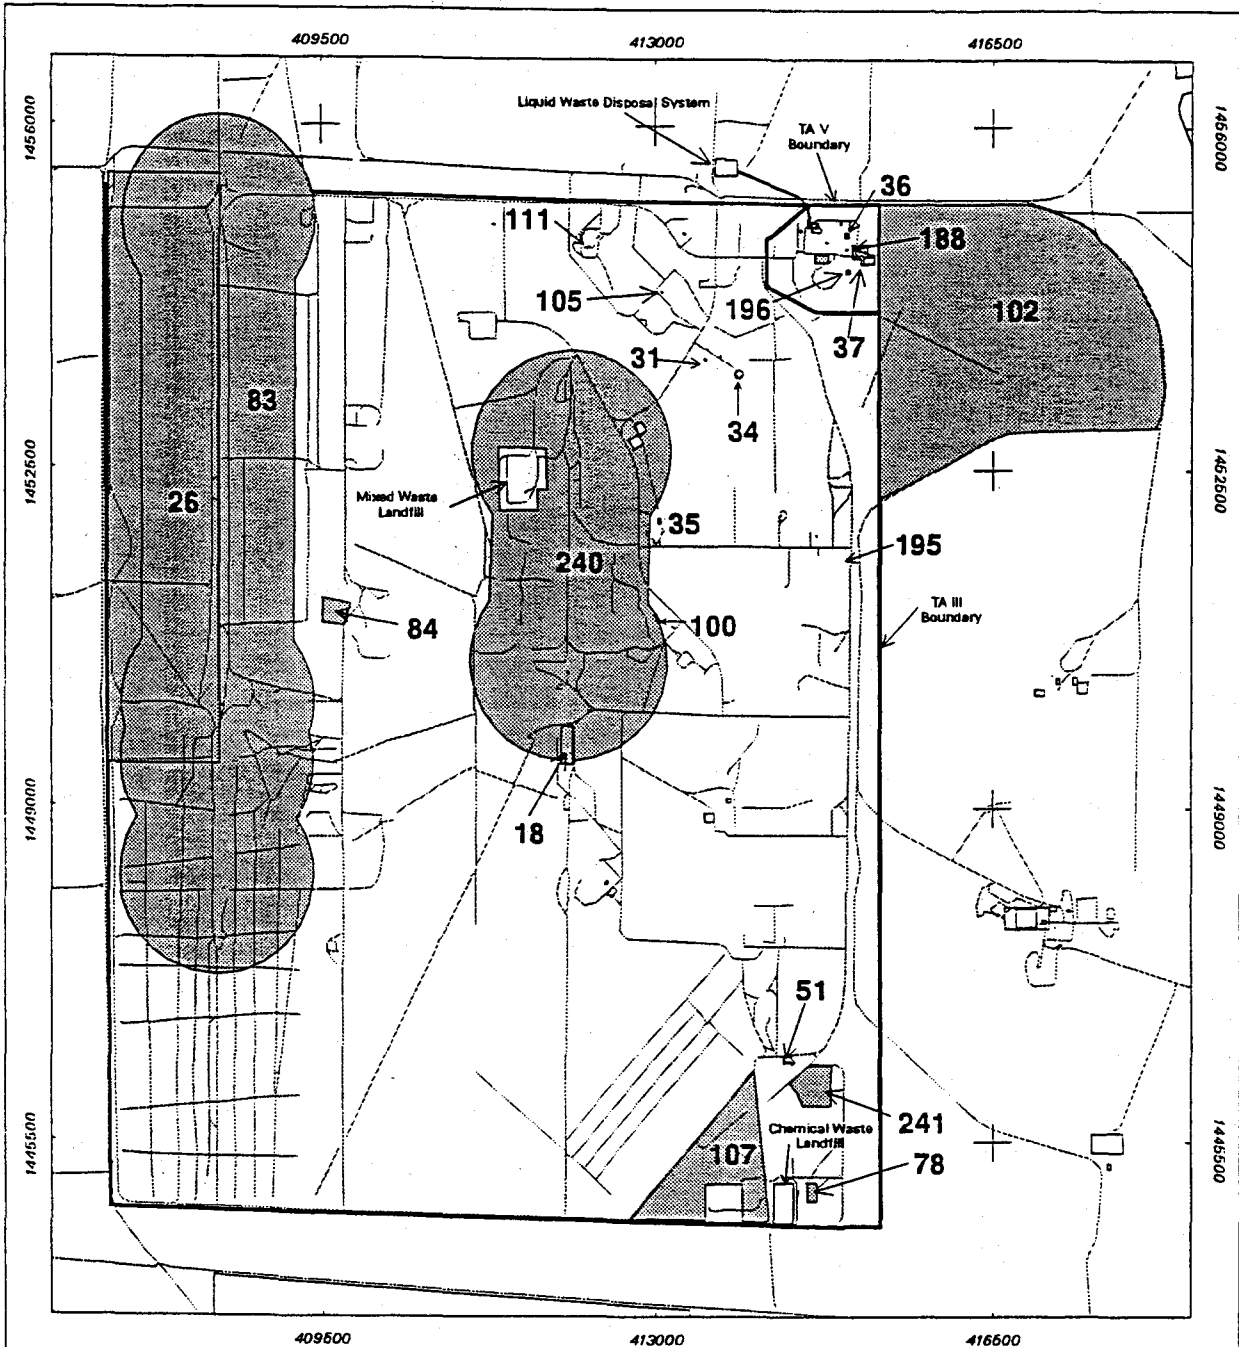 409500 413000 416500
1456000
1456000
Liquid Waste Disposal System
TA V
Boundary
36
111
188
105
196
102
37
31
83
34
1452500
1452500
Mixed Waste
Landfill
26
35
195
240
TA III
Boundary
84
100
1449000
1449000
18
51
Chemical Waste
Landfill
241
107
78
1445500
1445500
409500 413000 416500